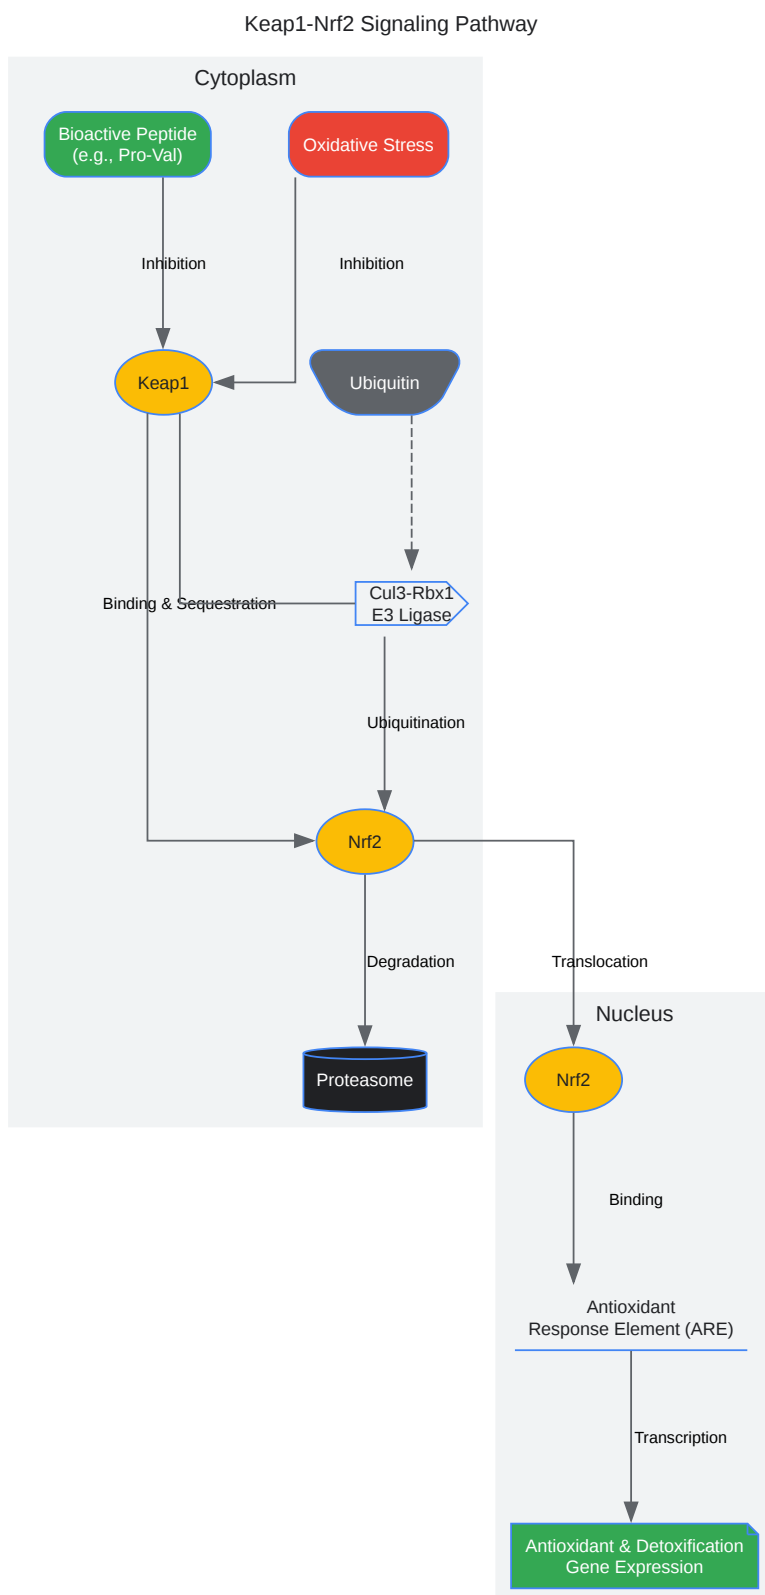 Keap1-Nrf2 Signaling Pathway
Cytoplasm
Bioactive Peptide
(e.g., Pro-Val)
Oxidative Stress
Inhibition
Inhibition
Keap1
Ubiquitin
Binding & Sequestration
Cul3-Rbx1
E3 Ligase
Ubiquitination
Nrf2
Degradation
Translocation
Nucleus
Proteasome
Nrf2
Binding
Antioxidant
Response Element (ARE)
Transcription
Antioxidant & Detoxification
Gene Expression